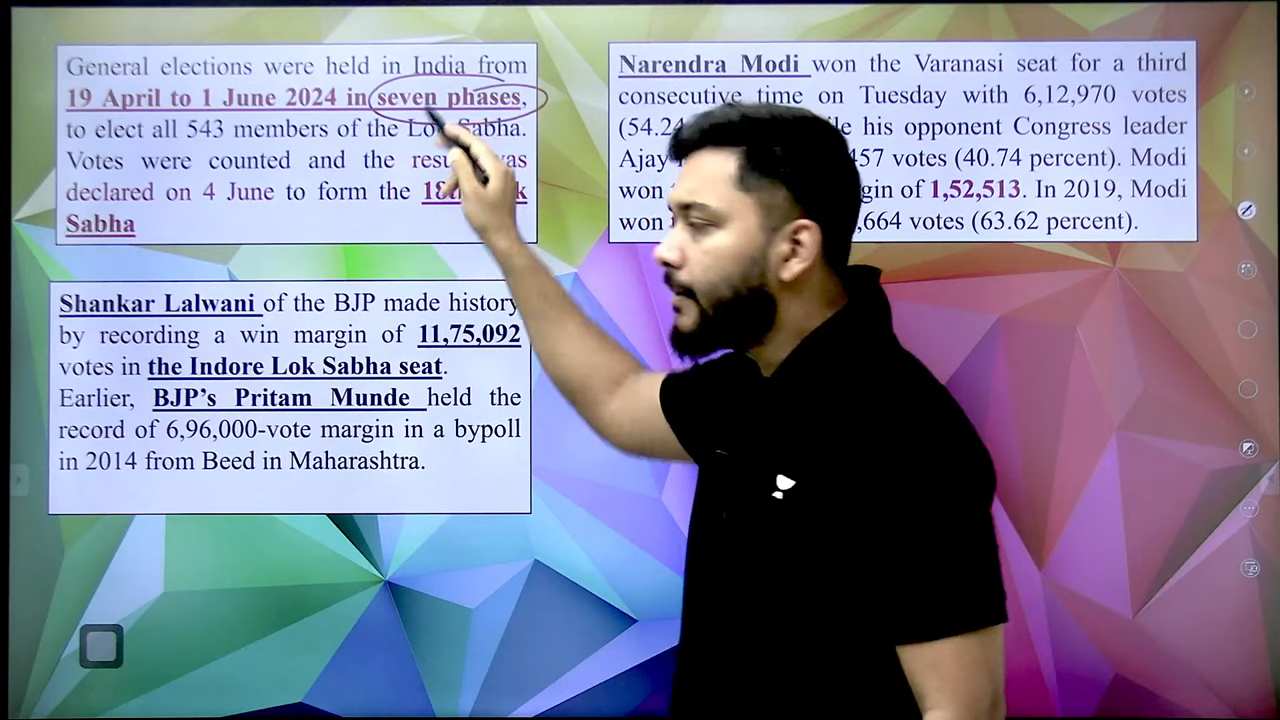 General elections were held in India from
19 April to 1 June 2024 in seven phases,
to elect all 543 members of the Lok Sabha.
Votes were counted and the was
declared on 4 June to form the
Sabha
Shankar Lalwani of the BJP made history
by recording a win margin of 11,75,092
votes in the Indore Lok Sabha seat.
Earlier, BJP's Pritam Munde held the
record of 6,96,000-vote margin in a bypoll
in 2014 from Beed in Maharashtra.
Narendra Modi won the Varanasi seat for a third
consecutive time on Tuesday with 6,12,970 votes
his opponent Congress leader
Ajay votes (40.74 percent). Modi
won of 1,52,513. In 2019, Modi
won votes (63.62 percent).